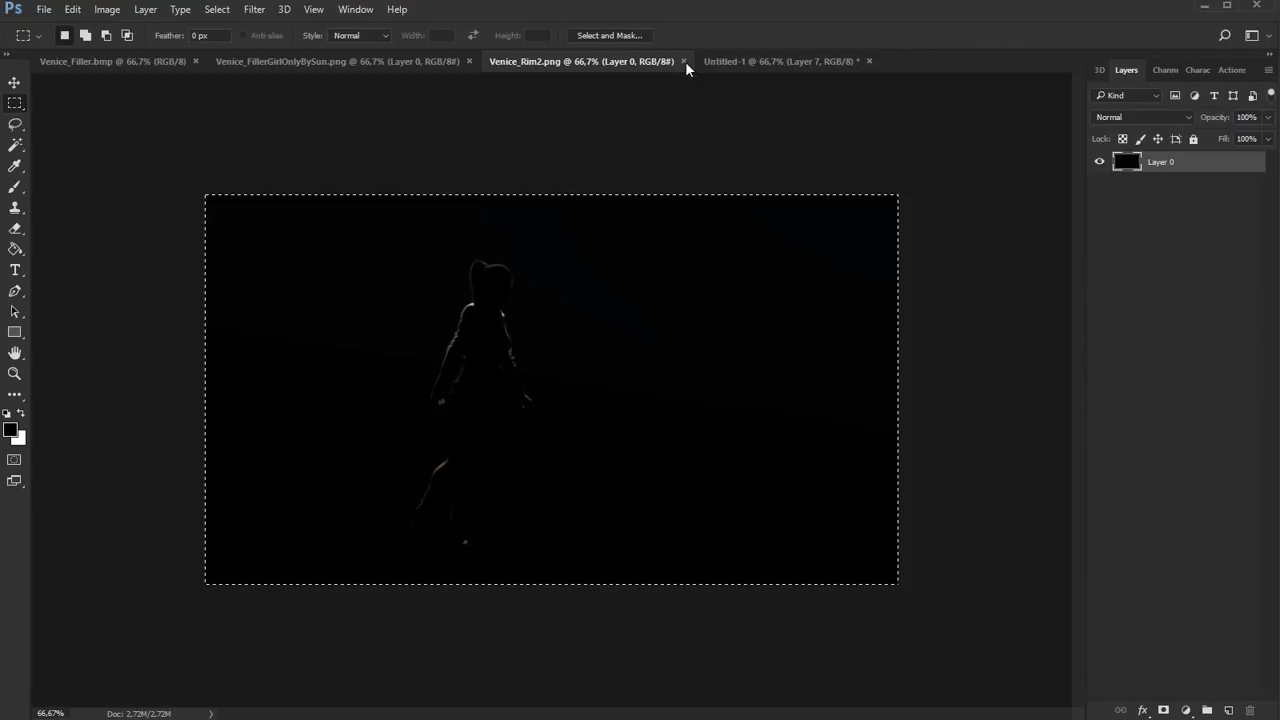 Ps File Edit Image Layer Type Select Filter 3D View Window Help
Feather: 0 px Anti-alias Style: Normal Width: Height: Select and Mask...
Venice_Filler.bmp @ 66,7% (RGB/8) × Venice_FillerGirlOnlyBySun.png @ 66,7% (Layer 0, RGB/8#) × Venice_Rim2.png @ 66,7% (Layer 0, RGB/8#) × Untitled-1 @ 66,7% (Layer 7, RGB/8) * ×
3D Layers Chann Charac Actions
Kind
Normal Opacity: 100%
Lock: Fill: 100%
Layer 0
66,67% Doc: 2,72M/2,72M